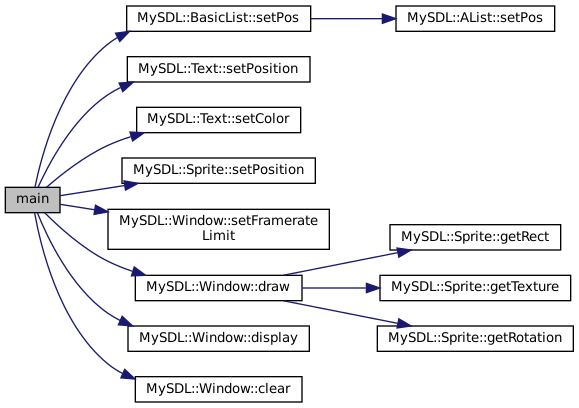 MySDL::BasicList::setPos
MySDL::AList::setPos
MySDL::Text::setPosition
MySDL::Text::setColor
MySDL::Sprite::setPosition
main
MySDL::Window::setFramerate
Limit
MySDL::Sprite::getRect
MySDL::Window::draw
MySDL::Sprite::getTexture
MySDL::Window::display
MySDL::Sprite::getRotation
MySDL::Window::clear